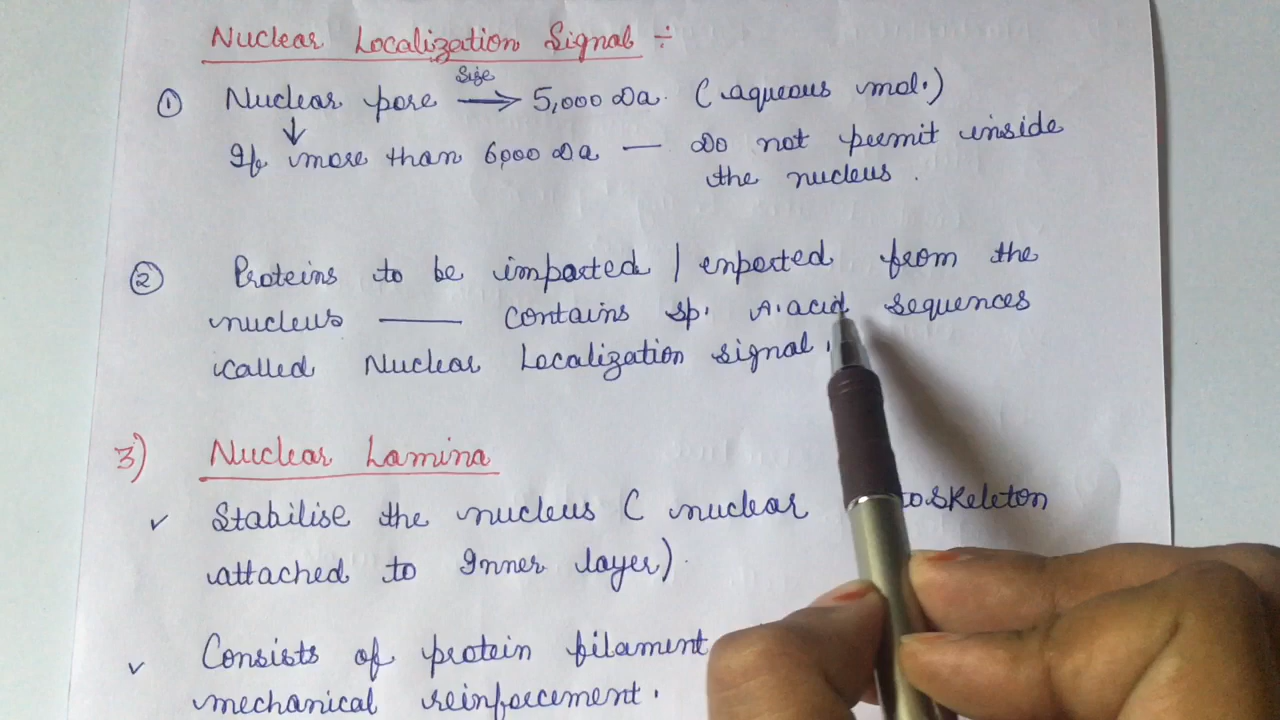 Nuclear Localization Signal ÷
① Nuclear pore Size → 5,000 Da. (aqueous mol.)
↓
If more than 6000 Da — Do not permit inside
the nucleus.
② Proteins to be imported / exported from the
nucleus —— contains sp. A.acid sequences
called Nuclear Localization signal.
3) Nuclear Lamina
✓ Stabilise the nucleus ( nuclear oskeleton
attached to Inner layer).
✓ Consists of protein filament
mechanical reinforcement.